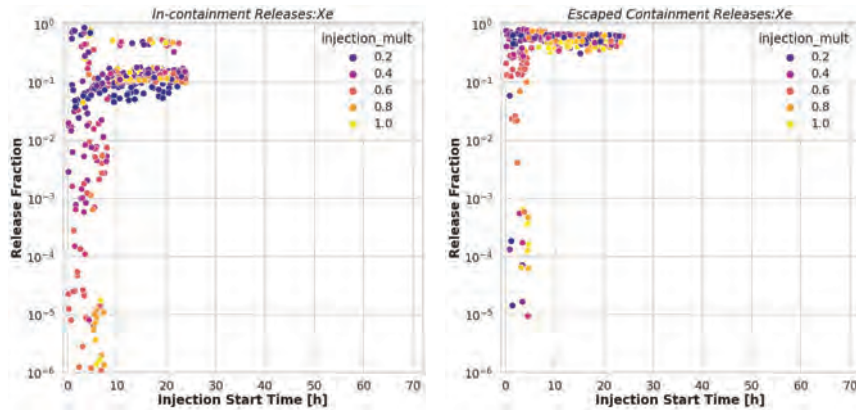 In-containment Releases:Xe
Release Fraction
10⁰
10⁻¹
10⁻²
10⁻³
10⁻⁴
10⁻⁵
10⁻⁶
injection_mult
0.2
0.4
0.6
0.8
1.0
0 10 20 30 40 50 60 70
Injection Start Time [h]
Escaped Containment Releases:Xe
Release Fraction
10⁰
10⁻¹
10⁻²
10⁻³
10⁻⁴
10⁻⁵
10⁻⁶
injection_mult
0.2
0.4
0.6
0.8
1.0
0 10 20 30 40 50 60 70
Injection Start Time [h]